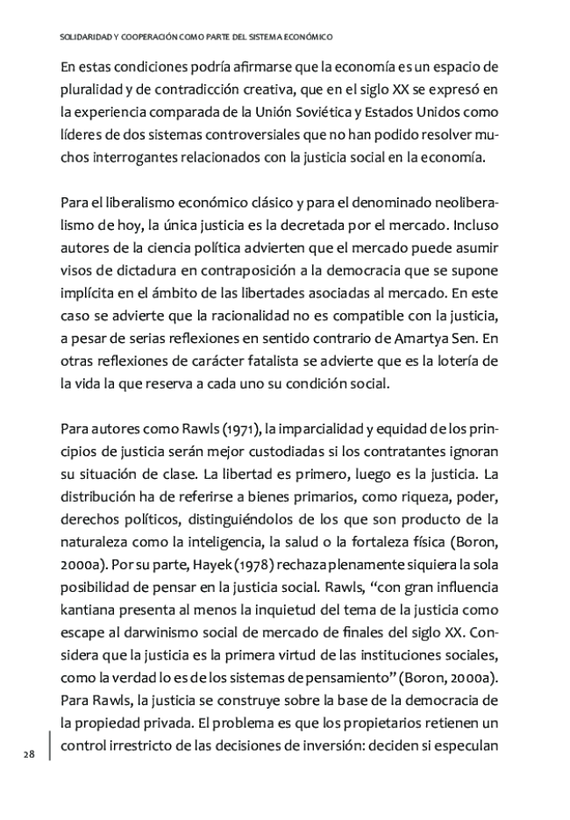 SOLIDARIDAD Y COOPERACIÓN COMO PARTE DEL SISTEMA ECONÓMICO
En estas condiciones podría afirmarse que la economía es un espacio de
pluralidad y de contradicción creativa, que en el siglo XX se expresó en
la experiencia comparada de la Unión Soviética y Estados Unidos como
líderes de dos sistemas controversiales que no han podido resolver mu-
chos interrogantes relacionados con la justicia social en la economía.
Para el liberalismo económico clásico y para el denominado neolibera-
lismo de hoy, la única justicia es la decretada por el mercado. Incluso
autores de la ciencia política advierten que el mercado puede asumir
visos de dictadura en contraposición a la democracia que se supone
implícita en el ámbito de las libertades asociadas al mercado. En este
caso se advierte que la racionalidad no es compatible con la justicia,
a pesar de serias reflexiones en sentido contrario de Amartya Sen. En
otras reflexiones de carácter fatalista se advierte que es la lotería de
la vida la que reserva a cada uno su condición social.
Para autores como Rawls (1971), la imparcialidad y equidad de los prin-
cipios de justicia serán mejor custodiadas si los contratantes ignoran
su situación de clase. La libertad es primero, luego es la justicia. La
distribución ha de referirse a bienes primarios, como riqueza, poder,
derechos políticos, distinguiéndolos de los que son producto de la
naturaleza como la inteligencia, la salud o la fortaleza física (Boron,
2000a). Por su parte, Hayek (1978) rechaza plenamente siquiera la sola
posibilidad de pensar en la justicia social. Rawls, “con gran influencia
kantiana presenta al menos la inquietud del tema de la justicia como
escape al darwinismo social de mercado de finales del siglo XX. Con-
sidera que la justicia es la primera virtud de las instituciones sociales,
como la verdad lo es de los sistemas de pensamiento” (Boron, 2000a).
Para Rawls, la justicia se construye sobre la base de la democracia de
la propiedad privada. El problema es que los propietarios retienen un
control irrestricto de las decisiones de inversión: deciden si especulan
28